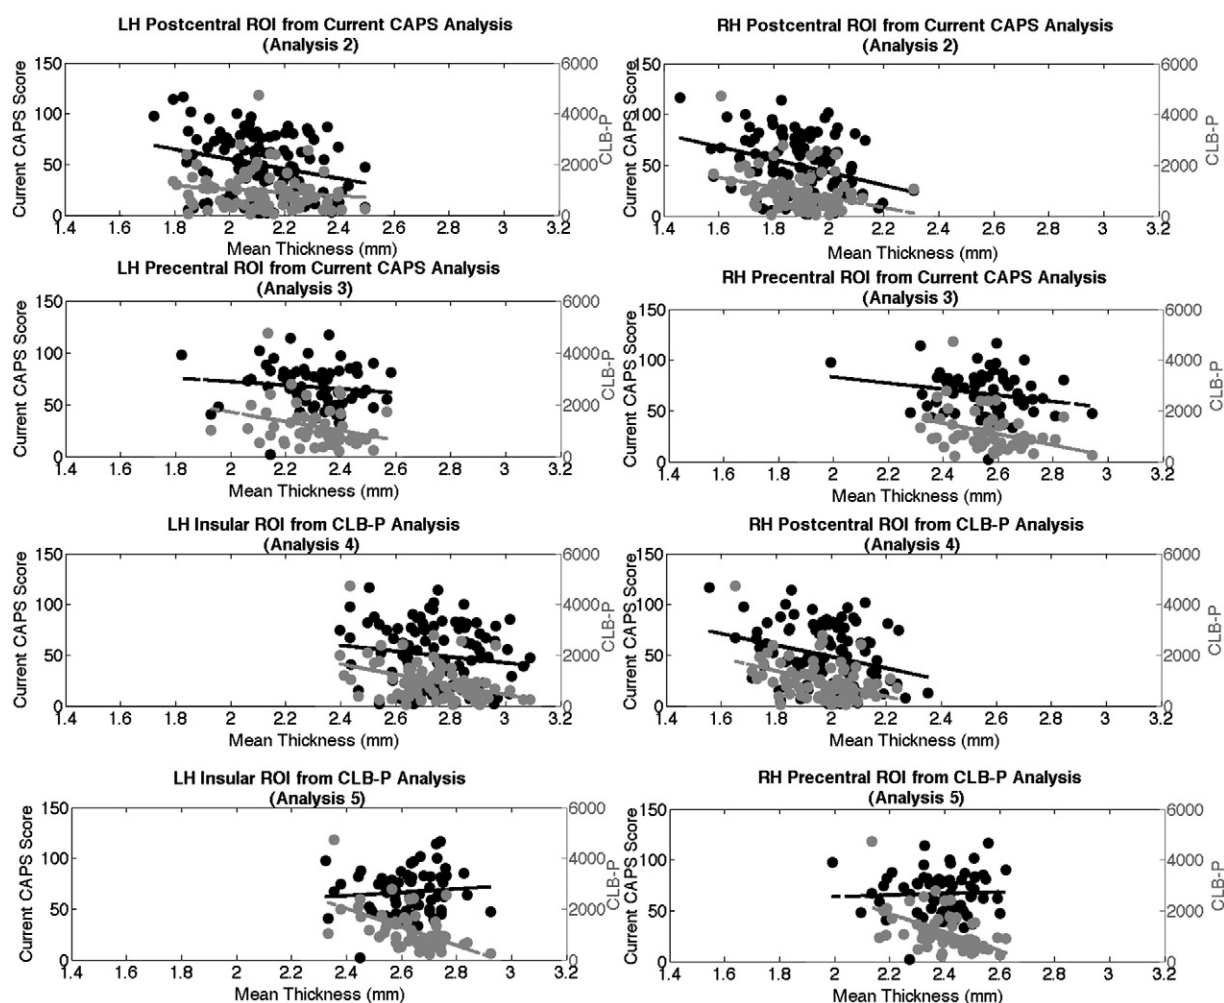 LH Postcentral ROI from Current CAPS Analysis
(Analysis 2)
Current CAPS Score
150
100
50
0
6000
4000
2000
0
CLB-P
1.4 1.6 1.8 2 2.2 2.4 2.6 2.8 3 3.2
Mean Thickness (mm)
RH Postcentral ROI from Current CAPS Analysis
(Analysis 2)
Current CAPS Score
150
100
50
0
6000
4000
2000
0
CLB-P
1.4 1.6 1.8 2 2.2 2.4 2.6 2.8 3 3.2
Mean Thickness (mm)
LH Precentral ROI from Current CAPS Analysis
(Analysis 3)
Current CAPS Score
150
100
50
0
6000
4000
2000
0
CLB-P
1.4 1.6 1.8 2 2.2 2.4 2.6 2.8 3 3.2
Mean Thickness (mm)
RH Precentral ROI from Current CAPS Analysis
(Analysis 3)
Current CAPS Score
150
100
50
0
6000
4000
2000
0
CLB-P
1.4 1.6 1.8 2 2.2 2.4 2.6 2.8 3 3.2
Mean Thickness (mm)
LH Insular ROI from CLB-P Analysis
(Analysis 4)
Current CAPS Score
150
100
50
0
6000
4000
2000
0
CLB-P
1.4 1.6 1.8 2 2.2 2.4 2.6 2.8 3 3.2
Mean Thickness (mm)
RH Postcentral ROI from CLB-P Analysis
(Analysis 4)
Current CAPS Score
150
100
50
0
6000
4000
2000
0
CLB-P
1.4 1.6 1.8 2 2.2 2.4 2.6 2.8 3 3.2
Mean Thickness (mm)
LH Insular ROI from CLB-P Analysis
(Analysis 5)
Current CAPS Score
150
100
50
0
6000
4000
2000
0
CLB-P
1.4 1.6 1.8 2 2.2 2.4 2.6 2.8 3 3.2
Mean Thickness (mm)
RH Precentral ROI from CLB-P Analysis
(Analysis 5)
Current CAPS Score
150
100
50
0
6000
4000
2000
0
CLB-P
1.4 1.6 1.8 2 2.2 2.4 2.6 2.8 3 3.2
Mean Thickness (mm)